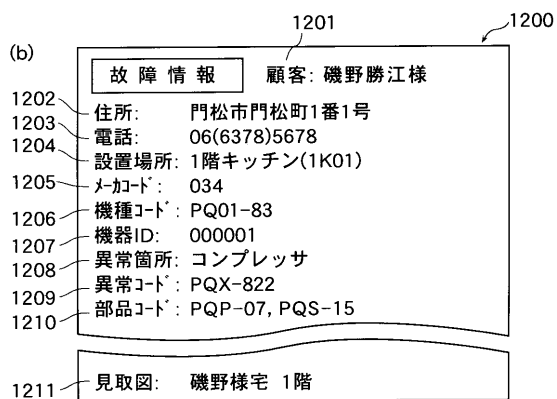 1201
1200
(b)
故障情報 顧客: 磯野勝江様
1202 住所: 門松市門松町1番1号
1203 電話: 06(6378)5678
1204 設置場所: 1階キッチン(1K01)
1205 ﾒｰｶｺｰﾄﾞ: 034
1206 機種ｺｰﾄﾞ: PQ01-83
1207 機器ID: 000001
1208 異常箇所: コンプレッサ
1209 異常ｺｰﾄﾞ: PQX-822
1210 部品ｺｰﾄﾞ: PQP-07, PQS-15
1211 見取図: 磯野様宅 1階